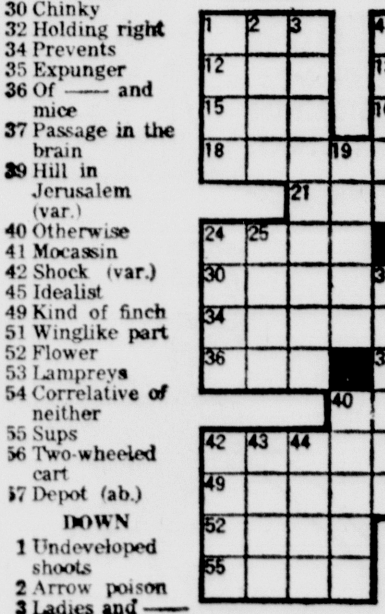 30 Chinky
32 Holding right
34 Prevents
35 Expunger
36 Of —— and
mice
37 Passage in the
brain
39 Hill in
Jerusalem
(var.)
40 Otherwise
41 Mocassin
42 Shock (var.)
45 Idealist
49 Kind of finch
51 Winglike part
52 Flower
53 Lampreys
54 Correlative of
neither
55 Sups
56 Two-wheeled
cart
57 Depot (ab.)
DOWN
1 Undeveloped
shoots
2 Arrow poison
3 Ladies and ——
1 2 3 4
12
15
18 19
21
24 25
30
34
36
40
42 43 44
49
52
55